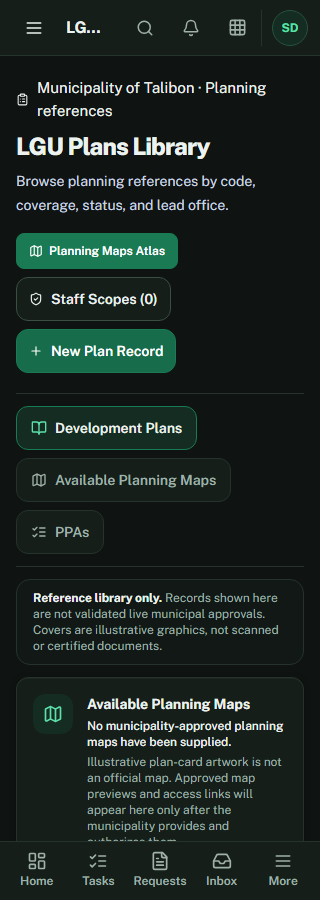 LG...
SD
Municipality of Talibon · Planning
references
LGU Plans Library
Browse planning references by code,
coverage, status, and lead office.
Planning Maps Atlas
Staff Scopes (0)
New Plan Record
Development Plans
Available Planning Maps
PPAs
Reference library only. Records shown here
are not validated live municipal approvals.
Covers are illustrative graphics, not scanned
or certified documents.
Available Planning Maps
No municipality-approved planning
maps have been supplied.
Illustrative plan-card artwork is not
an official map. Approved map
previews and access links will
appear here only after the
municipality provides and
Home
Tasks
Requests
Inbox
More